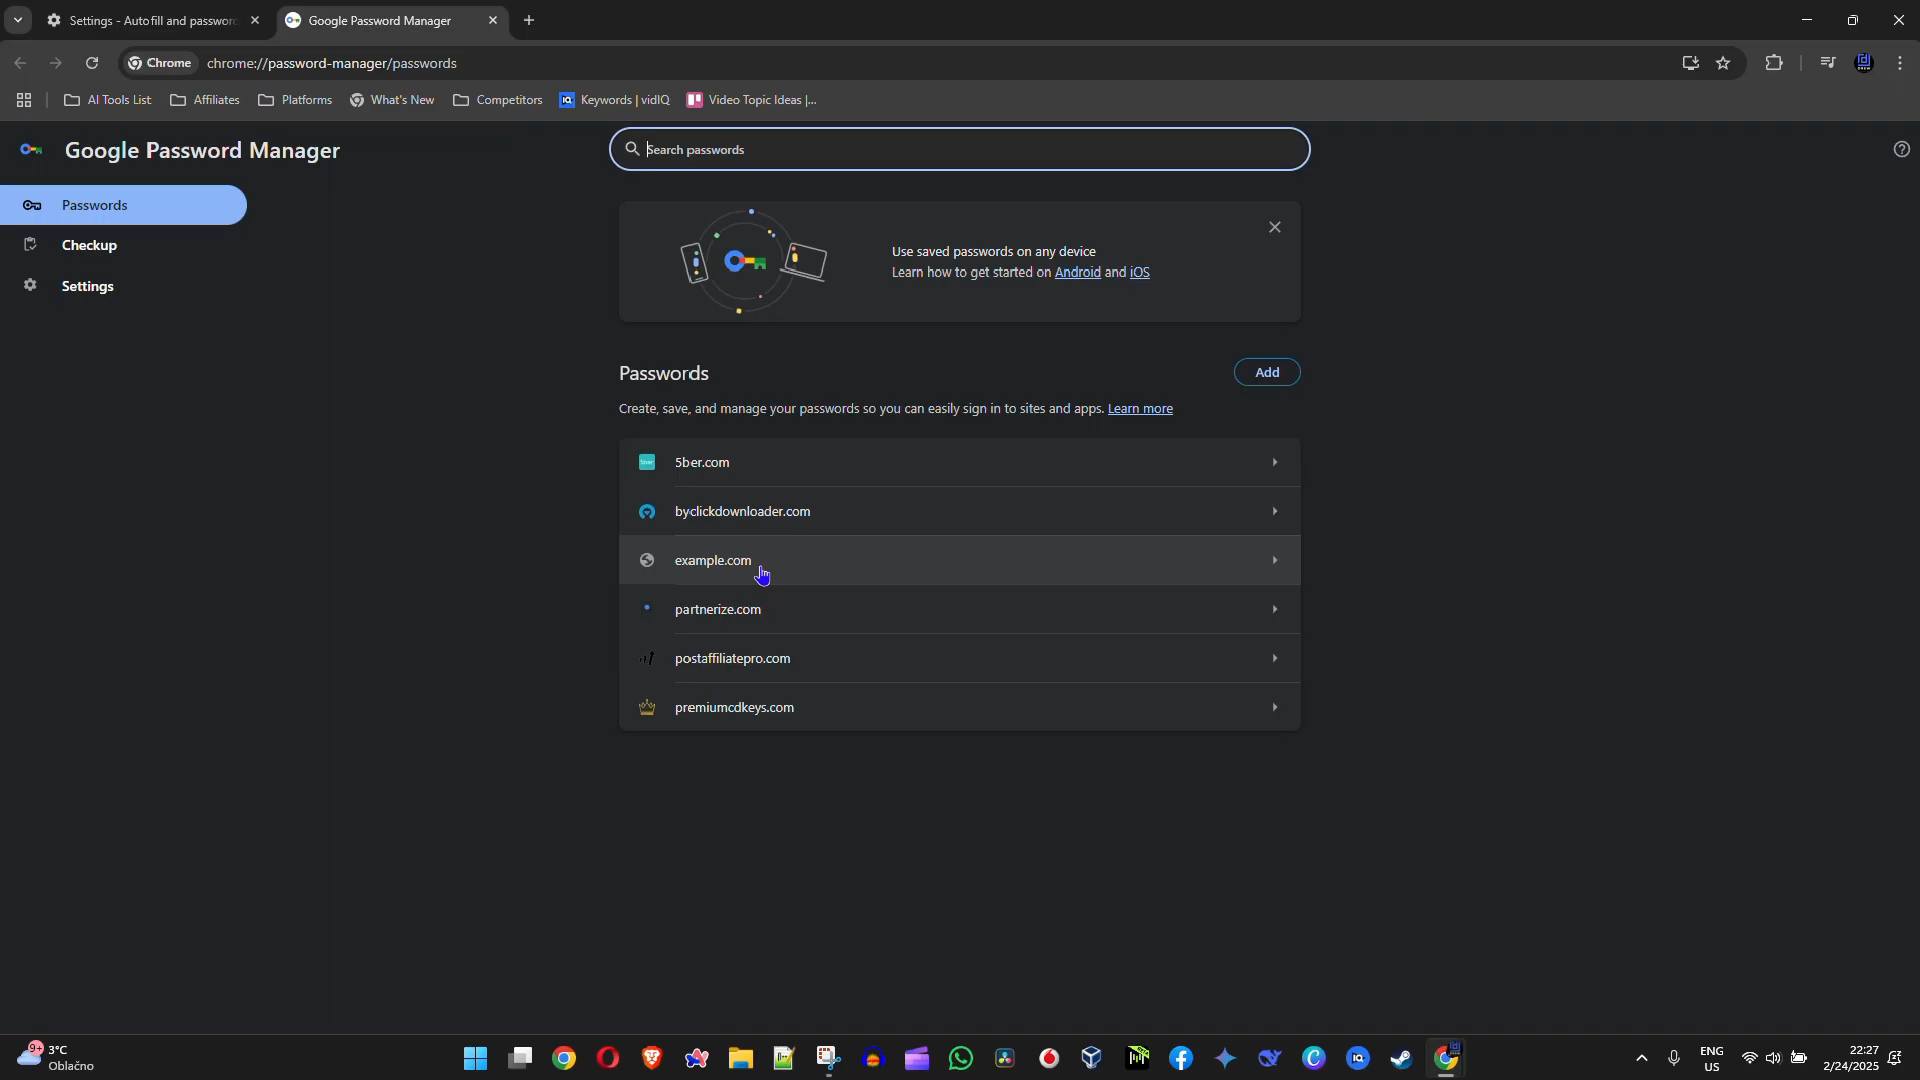 Settings - Autofill and passwor
Google Password Manager
Chrome
chrome://password-manager/passwords
AI Tools List
Affiliates
Platforms
What's New
Competitors
Keywords | vidIQ
Video Topic Ideas |...
Google Password Manager
Search passwords
Passwords
Checkup
Settings
Use saved passwords on any device
Learn how to get started on Android and iOS
Passwords
Add
Create, save, and manage your passwords so you can easily sign in to sites and apps. Learn more
5ber.com
byclickdownloader.com
example.com
partnerize.com
postaffiliatepro.com
premiumcdkeys.com
9+
3°C
Oblačno
ENG
US
22:27
2/24/2025